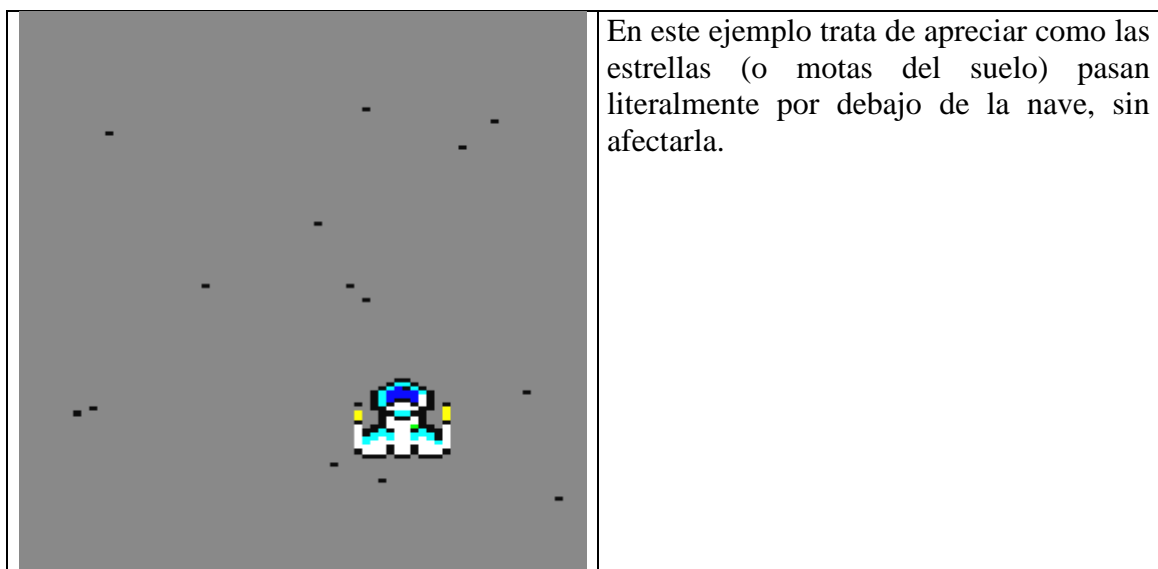 En este ejemplo trata de apreciar como las
estrellas (o motas del suelo) pasan
literalmente por debajo de la nave, sin
afectarla.